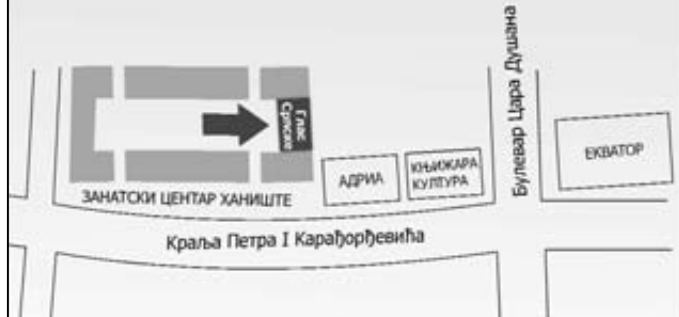 Глас
Српске
Булевар Цара Душана
АДРИА
КЊИЖАРА
КУЛТУРА
ЕКВАТОР
ЗАНАТСКИ ЦЕНТАР ХАНИШТЕ
Краља Петра I Карађорђевића